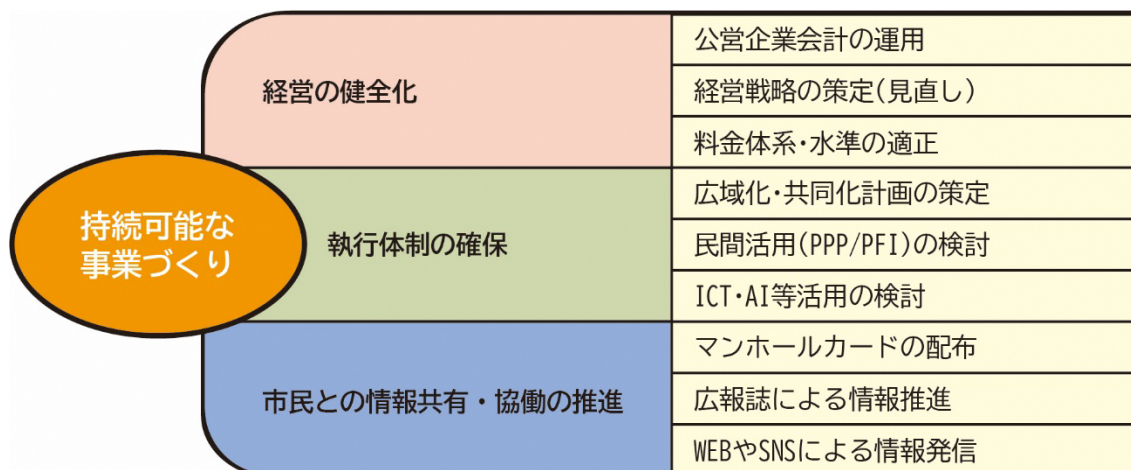 持続可能な
事業づくり
経営の健全化
公営企業会計の運用
経営戦略の策定(見直し)
料金体系・水準の適正
執行体制の確保
広域化・共同化計画の策定
民間活用(PPP/PFI)の検討
ICT・AI等活用の検討
市民との情報共有・協働の推進
マンホールカードの配布
広報誌による情報推進
WEBやSNSによる情報発信